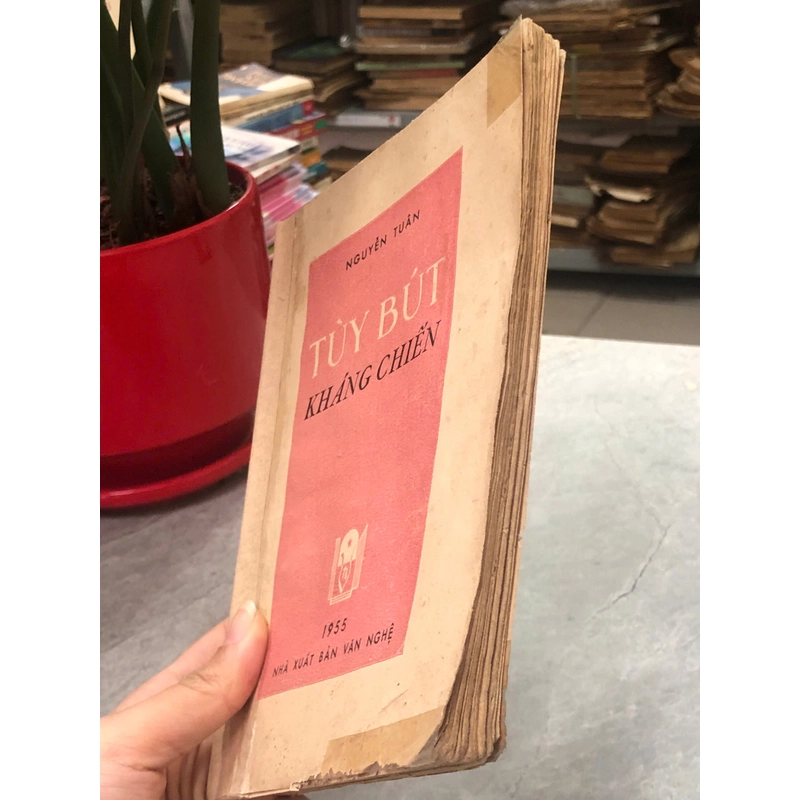 NGUYỄN TUÂN
TÙY BÚT
KHÁNG CHIẾN
1955
NHÀ XUẤT BẢN VĂN NGHỆ